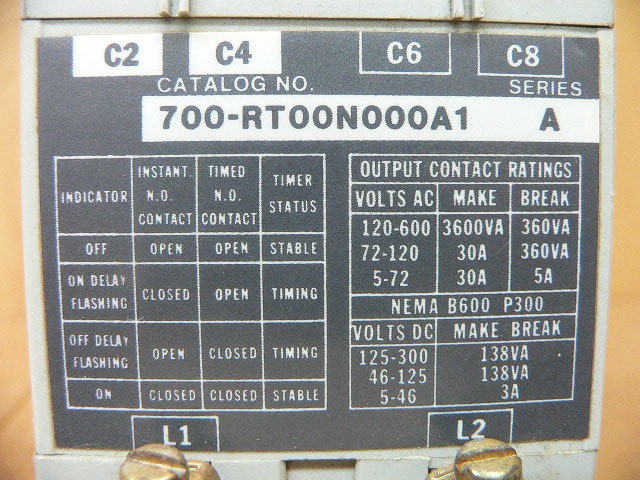 C2 C4 C6 C8
CATALOG NO. SERIES
700-RT00N000A1 A
INDICATOR INSTANT. N.O. CONTACT TIMED N.O. CONTACT TIMER STATUS
OFF OPEN OPEN STABLE
ON DELAY FLASHING CLOSED OPEN TIMING
OFF DELAY FLASHING OPEN CLOSED TIMING
ON CLOSED CLOSED STABLE
OUTPUT CONTACT RATINGS
VOLTS AC MAKE BREAK
120-600 3600VA 360VA
72-120 30A 360VA
5-72 30A 5A
NEMA B600 P300
VOLTS DC MAKE BREAK
125-300 138VA
46-125 138VA
5-46 3A
L1 L2